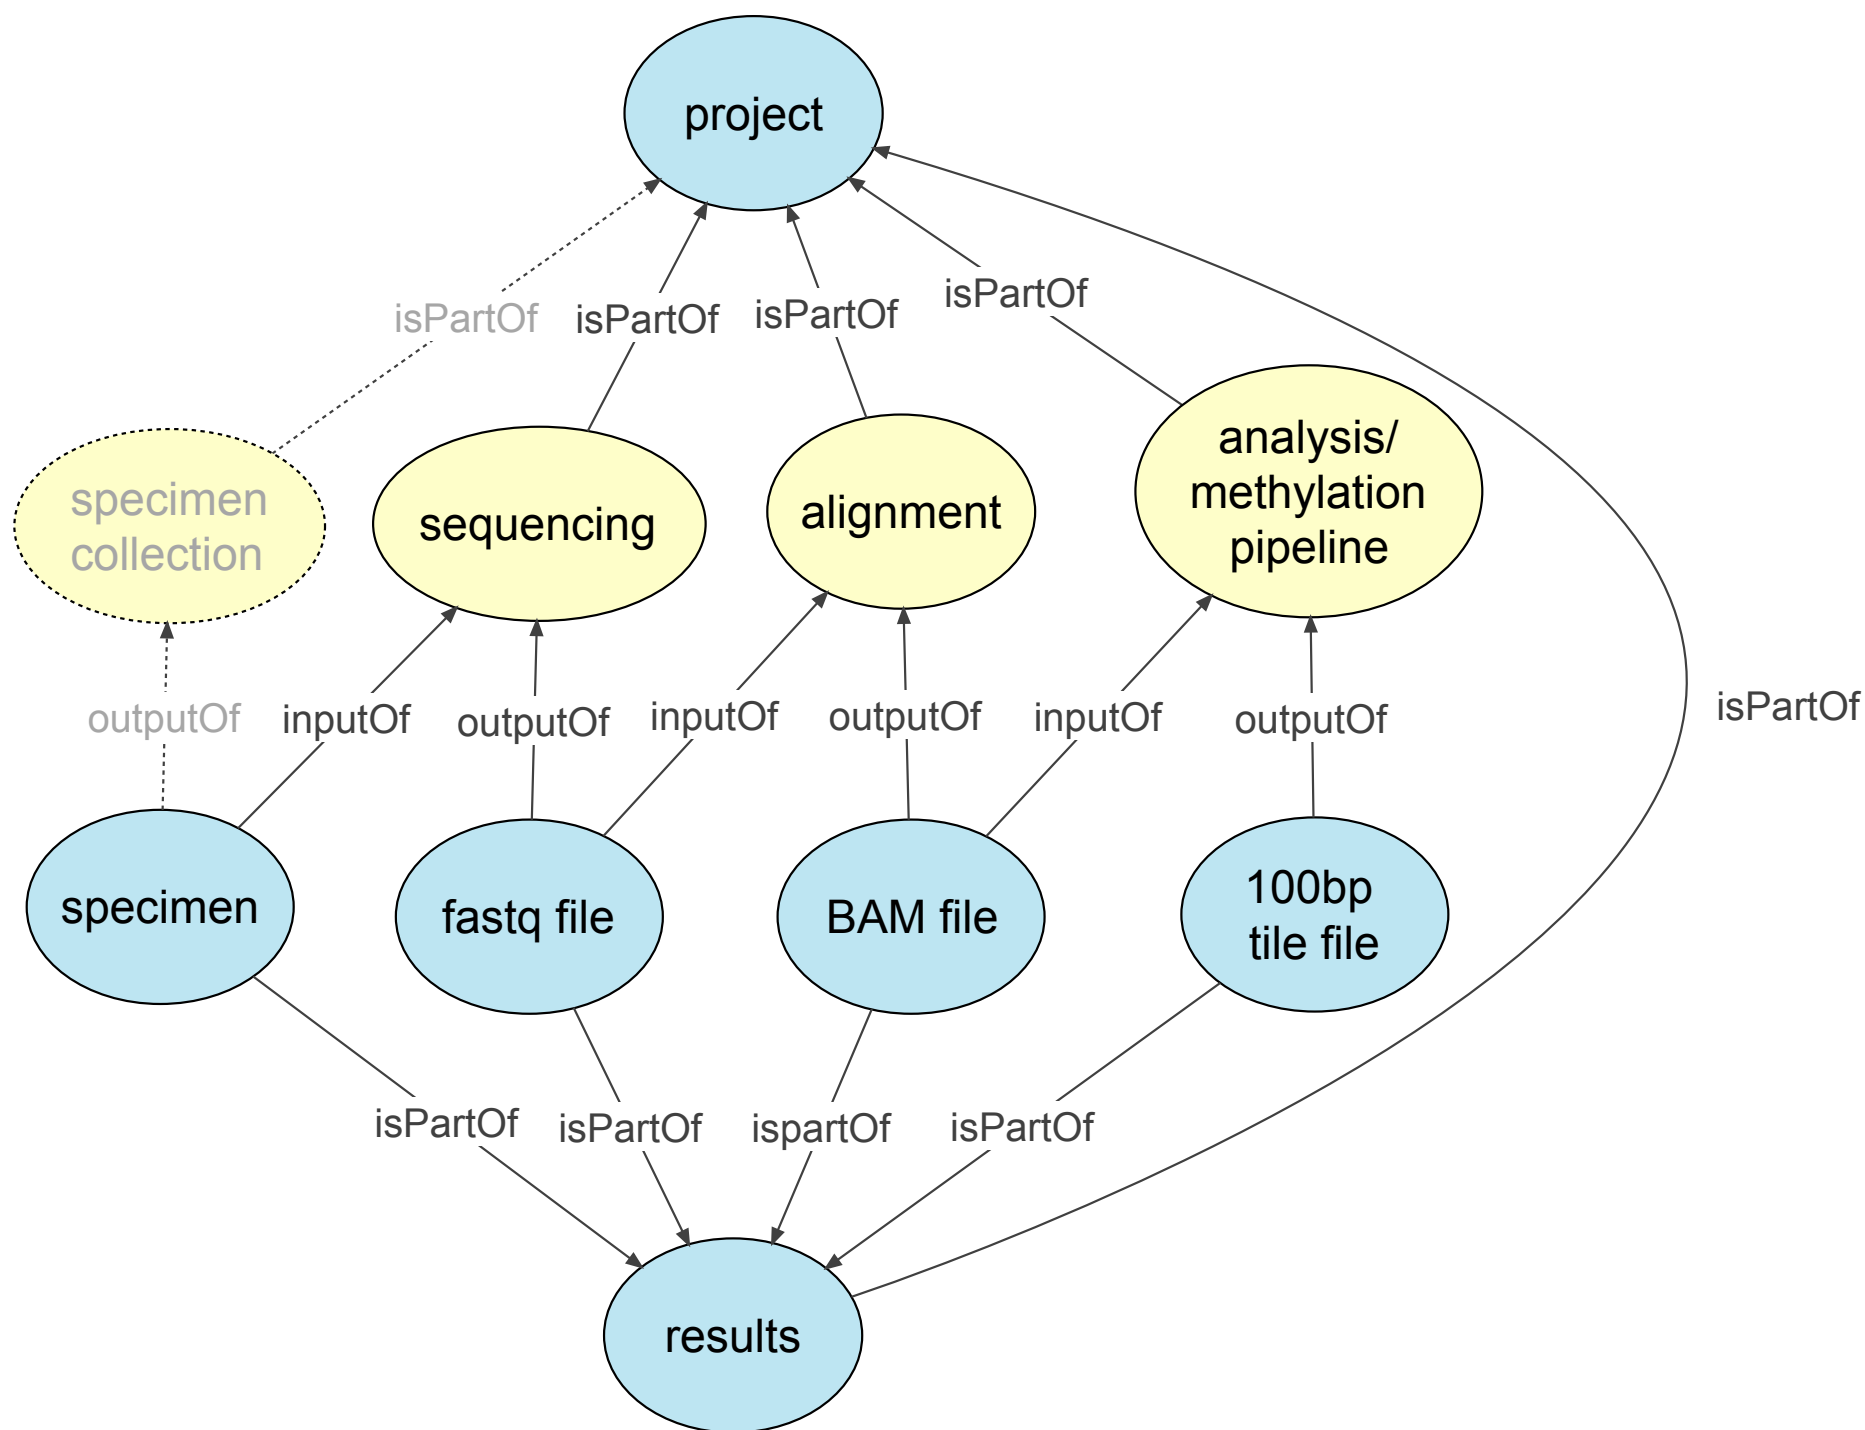 project
isPartOf
isPartOf
isPartOf
isPartOf
specimen
collection
sequencing
alignment
analysis/
methylation
pipeline
outputOf
inputOf
outputOf
inputOf
outputOf
inputOf
outputOf
isPartOf
specimen
fastq file
BAM file
100bp
tile file
isPartOf
isPartOf
ispartOf
isPartOf
results